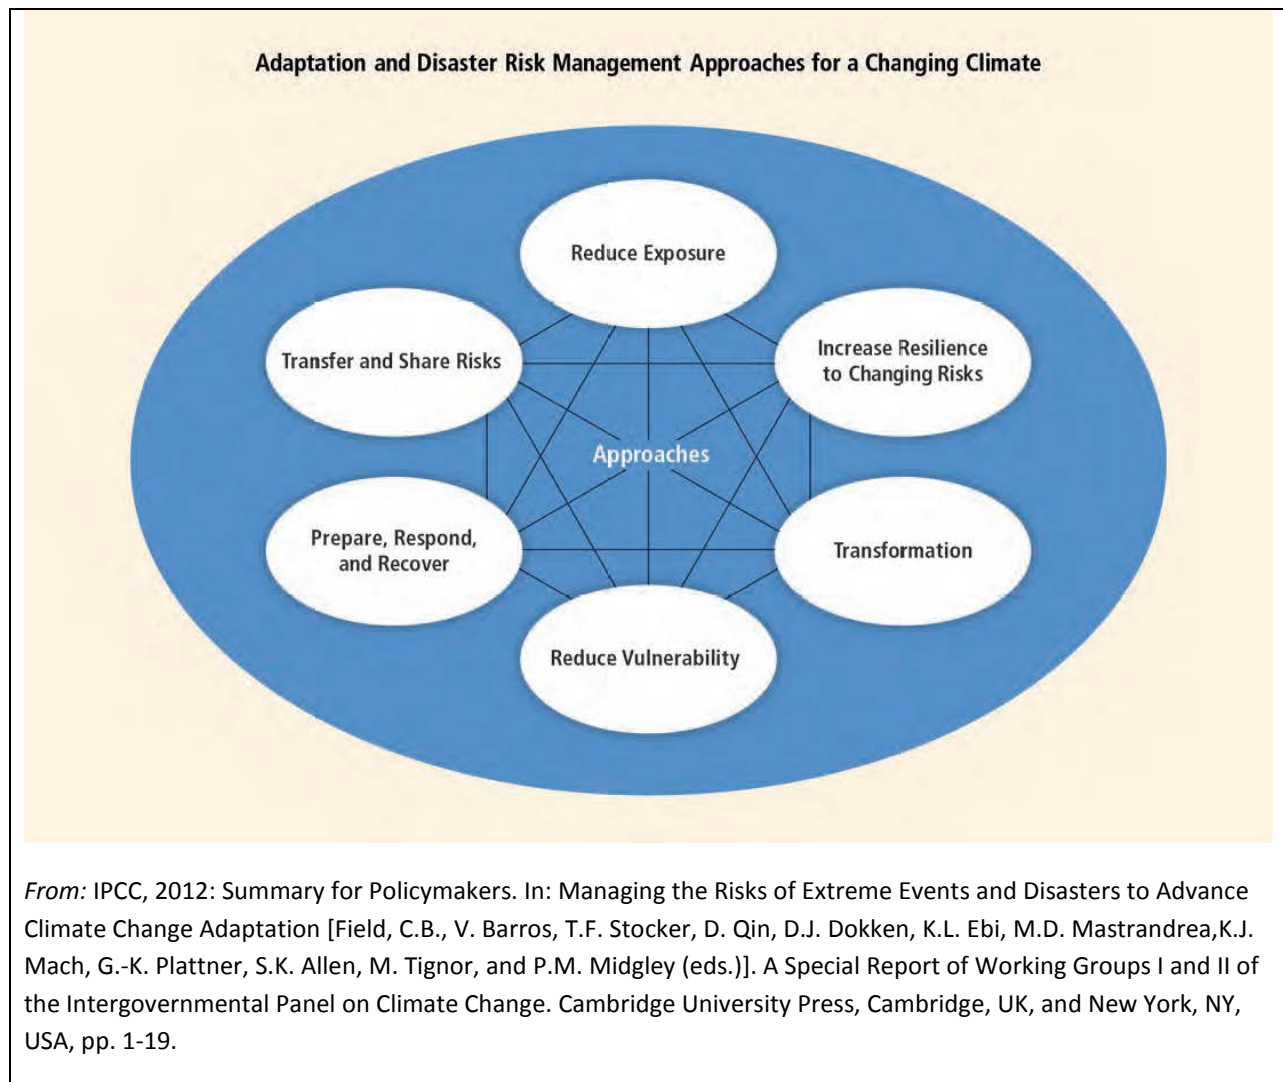 Adaptation and Disaster Risk Management Approaches for a Changing Climate
Reduce Exposure
Transfer and Share Risks
Increase Resilience
to Changing Risks
Approaches
Prepare, Respond,
and Recover
Transformation
Reduce Vulnerability
From: IPCC, 2012: Summary for Policymakers. In: Managing the Risks of Extreme Events and Disasters to Advance
Climate Change Adaptation [Field, C.B., V. Barros, T.F. Stocker, D. Qin, D.J. Dokken, K.L. Ebi, M.D. Mastrandrea,K.J.
Mach, G.-K. Plattner, S.K. Allen, M. Tignor, and P.M. Midgley (eds.)]. A Special Report of Working Groups I and II of
the Intergovernmental Panel on Climate Change. Cambridge University Press, Cambridge, UK, and New York, NY,
USA, pp. 1-19.